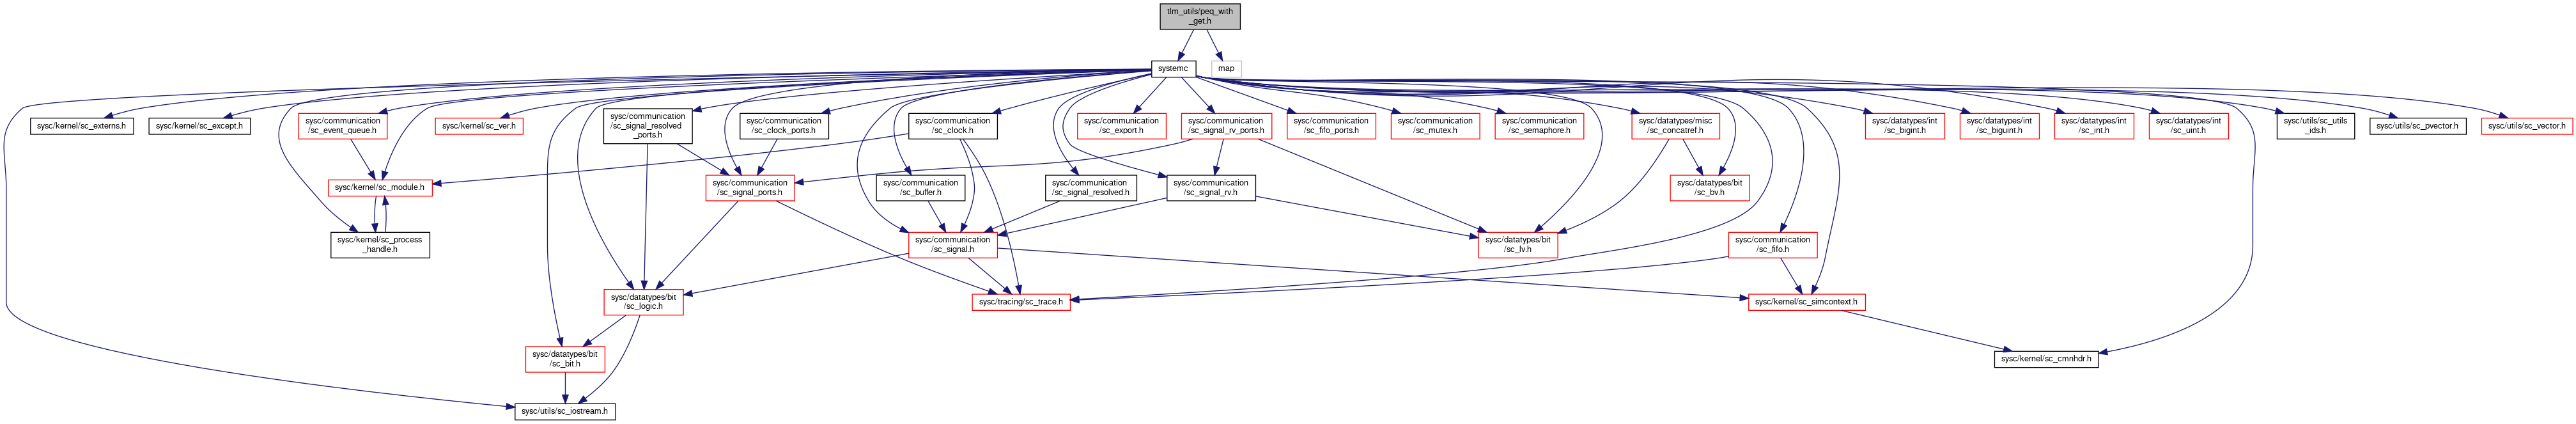 tlm_utils/peq_with
_get.h
systemc
map
sysc/kernel/sc_externs.h
sysc/kernel/sc_except.h
sysc/communication
/sc_event_queue.h
sysc/kernel/sc_ver.h
sysc/communication
/sc_signal_resolved
_ports.h
sysc/communication
/sc_clock_ports.h
sysc/communication
/sc_clock.h
sysc/communication
/sc_export.h
sysc/communication
/sc_signal_rv_ports.h
sysc/communication
/sc_fifo_ports.h
sysc/communication
/sc_mutex.h
sysc/communication
/sc_semaphore.h
sysc/datatypes/misc
/sc_concatref.h
sysc/datatypes/int
/sc_bigint.h
sysc/datatypes/int
/sc_biguint.h
sysc/datatypes/int
/sc_int.h
sysc/datatypes/int
/sc_uint.h
sysc/utils/sc_utils
_ids.h
sysc/utils/sc_pvector.h
sysc/utils/sc_vector.h
sysc/kernel/sc_module.h
sysc/communication
/sc_signal_ports.h
sysc/communication
/sc_buffer.h
sysc/communication
/sc_signal_resolved.h
sysc/communication
/sc_signal_rv.h
sysc/datatypes/bit
/sc_bv.h
sysc/kernel/sc_process
_handle.h
sysc/communication
/sc_signal.h
sysc/datatypes/bit
/sc_lv.h
sysc/communication
/sc_fifo.h
sysc/datatypes/bit
/sc_logic.h
sysc/tracing/sc_trace.h
sysc/kernel/sc_simcontext.h
sysc/datatypes/bit
/sc_bit.h
sysc/kernel/sc_cmnhdr.h
sysc/utils/sc_iostream.h